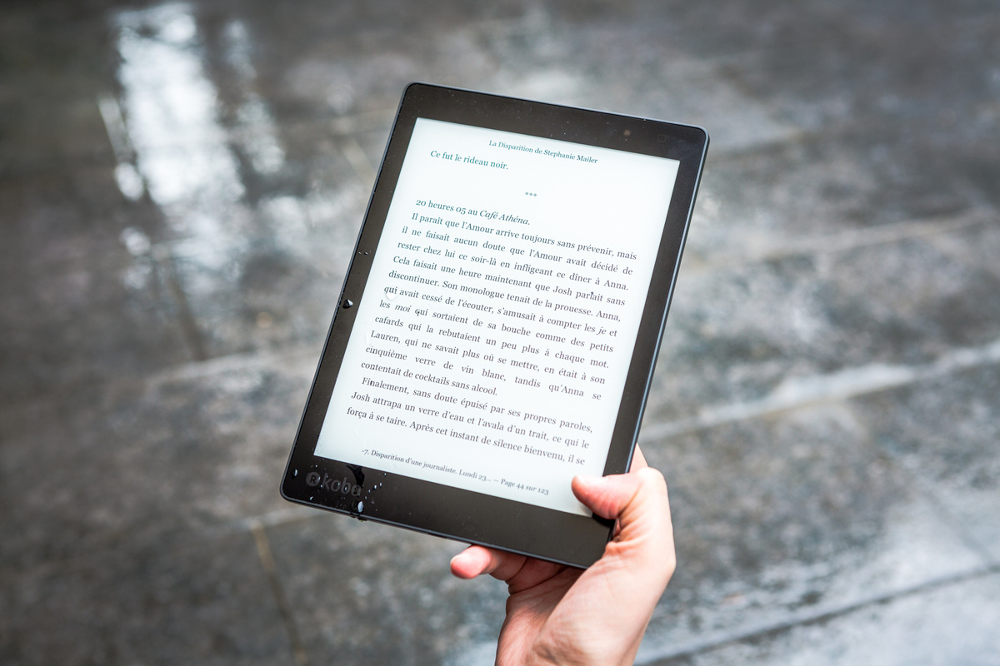 La Disparition de Stephanie Mailer
Ce fut le rideau noir.
***
20 heures 05 au Café Athéna.
Il paraît que l'Amour arrive toujours sans prévenir, mais
il ne faisait aucun doute que l'Amour avait décidé de
rester chez lui ce soir-là en infligeant ce dîner à Anna.
Cela faisait une heure maintenant que Josh parlait sans
discontinuer. Son monologue tenait de la prouesse. Anna,
qui avait cessé de l'écouter, s'amusait à compter les je et
les moi qui sortaient de sa bouche comme des petits
cafards qui la rebutaient un peu plus à chaque mot.
Lauren, qui ne savait plus où se mettre, en était à son
cinquième verre de vin blanc, tandis qu'Anna se
contentait de cocktails sans alcool.
Finalement, sans doute épuisé par ses propres paroles,
Josh attrapa un verre d'eau et l'avala d'un trait, ce qui le
força à se taire. Après cet instant de silence bienvenu, il se
-7. Disparition d'une journaliste. Lundi 23... — Page 44 sur 123
Rakuten kobo